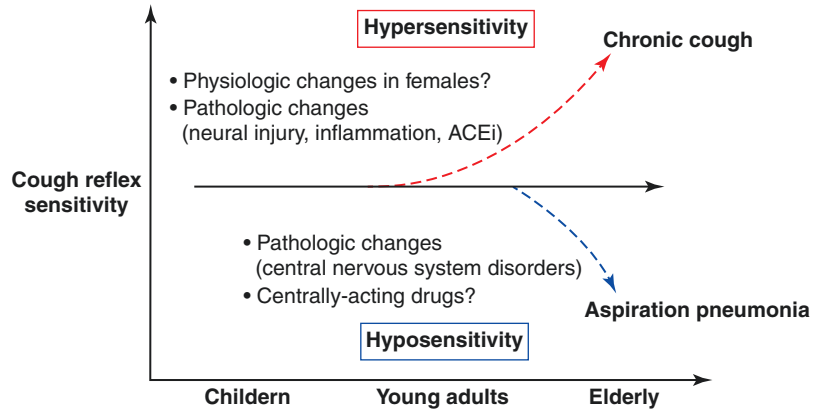 Hypersensitivity
Chronic cough
• Physiologic changes in females?
• Pathologic changes
(neural injury, inflammation, ACEi)
Cough reflex
sensitivity
• Pathologic changes
(central nervous system disorders)
• Centrally-acting drugs?
Aspiration pneumonia
Hyposensitivity
Childern
Young adults
Elderly